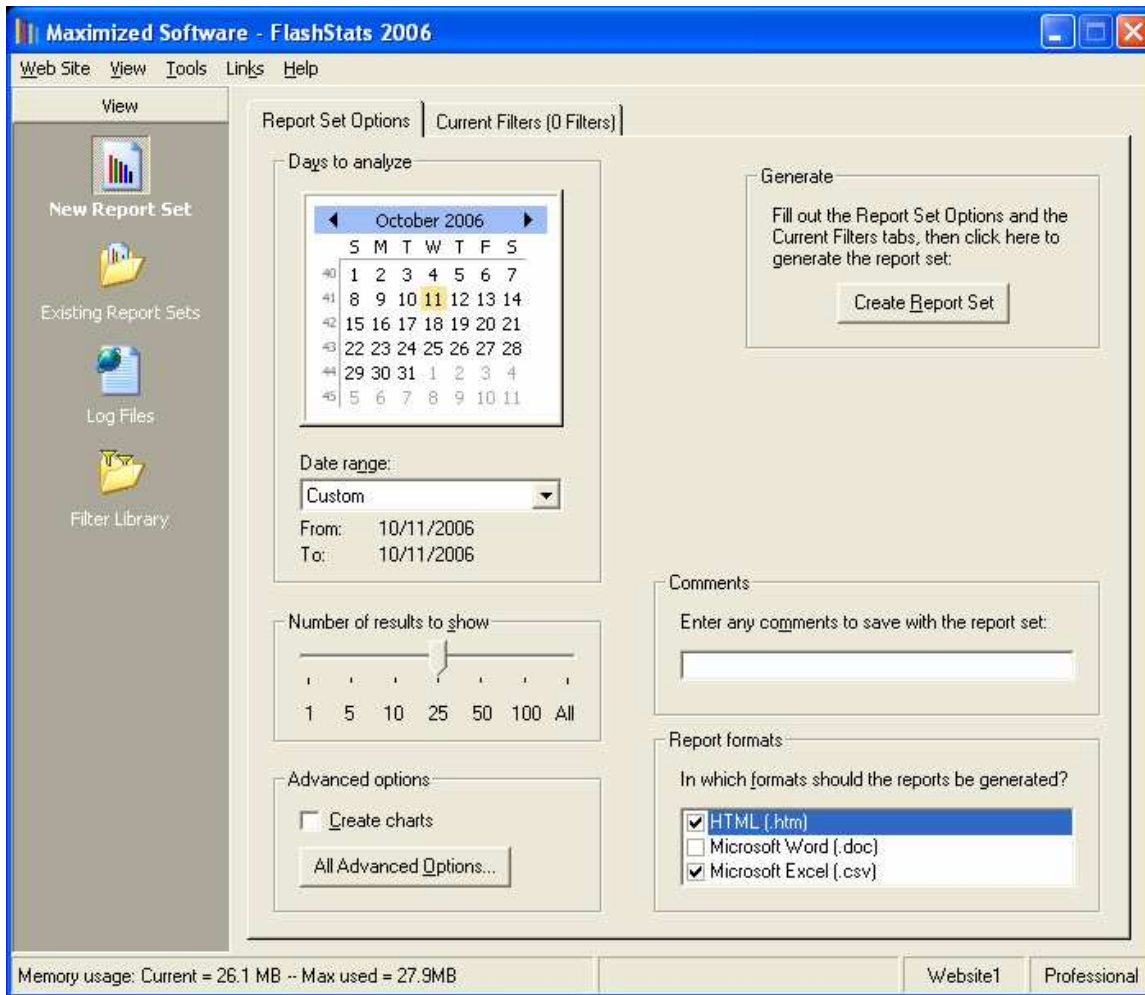 Maximized Software - FlashStats 2006
Web Site View Tools Links Help
View
New Report Set
Existing Report Sets
Log Files
Filter Library
Report Set Options
Current Filters (0 Filters)
Days to analyze
October 2006
S M T W T F S
40 1 2 3 4 5 6 7
41 8 9 10 11 12 13 14
42 15 16 17 18 19 20 21
43 22 23 24 25 26 27 28
44 29 30 31 1 2 3 4
45 5 6 7 8 9 10 11
Date range:
Custom
From: 10/11/2006
To: 10/11/2006
Number of results to show
1 5 10 25 50 100 All
Advanced options
Create charts
All Advanced Options...
Generate
Fill out the Report Set Options and the
Current Filters tabs, then click here to
generate the report set:
Create Report Set
Comments
Enter any comments to save with the report set:
Report formats
In which formats should the reports be generated?
HTML (.htm)
Microsoft Word (.doc)
Microsoft Excel (.csv)
Memory usage: Current = 26.1 MB -- Max used = 27.9MB
Website1
Professional